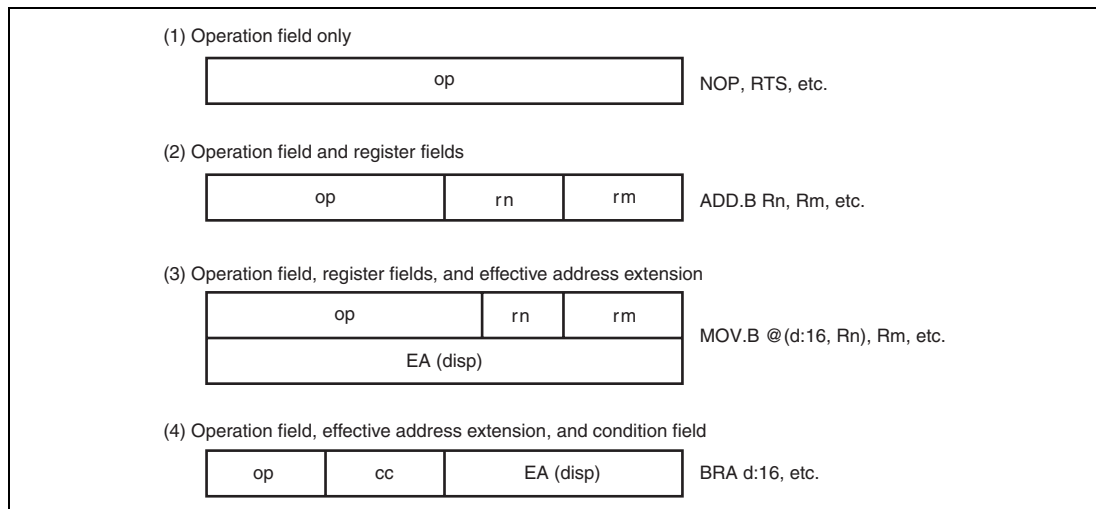 (1) Operation field only
op
NOP, RTS, etc.
(2) Operation field and register fields
op rn rm
ADD.B Rn, Rm, etc.
(3) Operation field, register fields, and effective address extension
op rn rm
MOV.B @(d:16, Rn), Rm, etc.
EA (disp)
(4) Operation field, effective address extension, and condition field
op cc EA (disp)
BRA d:16, etc.